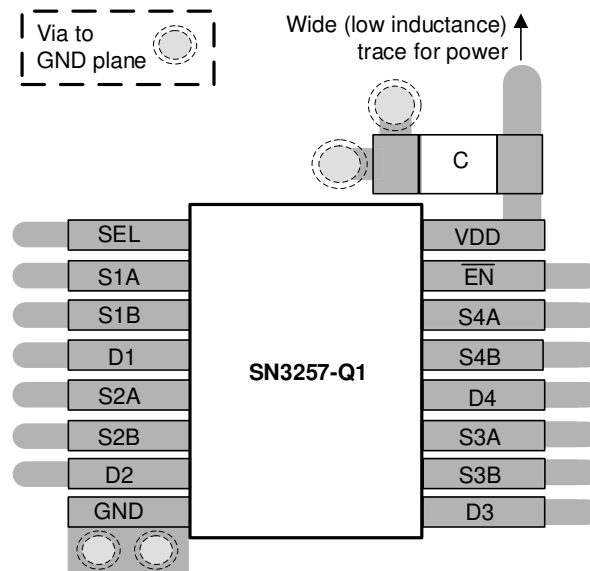 Via to
GND plane
Wide (low inductance)
trace for power
C
SEL
S1A
S1B
D1
S2A
S2B
D2
GND
SN3257-Q1
VDD
EN
S4A
S4B
D4
S3A
S3B
D3